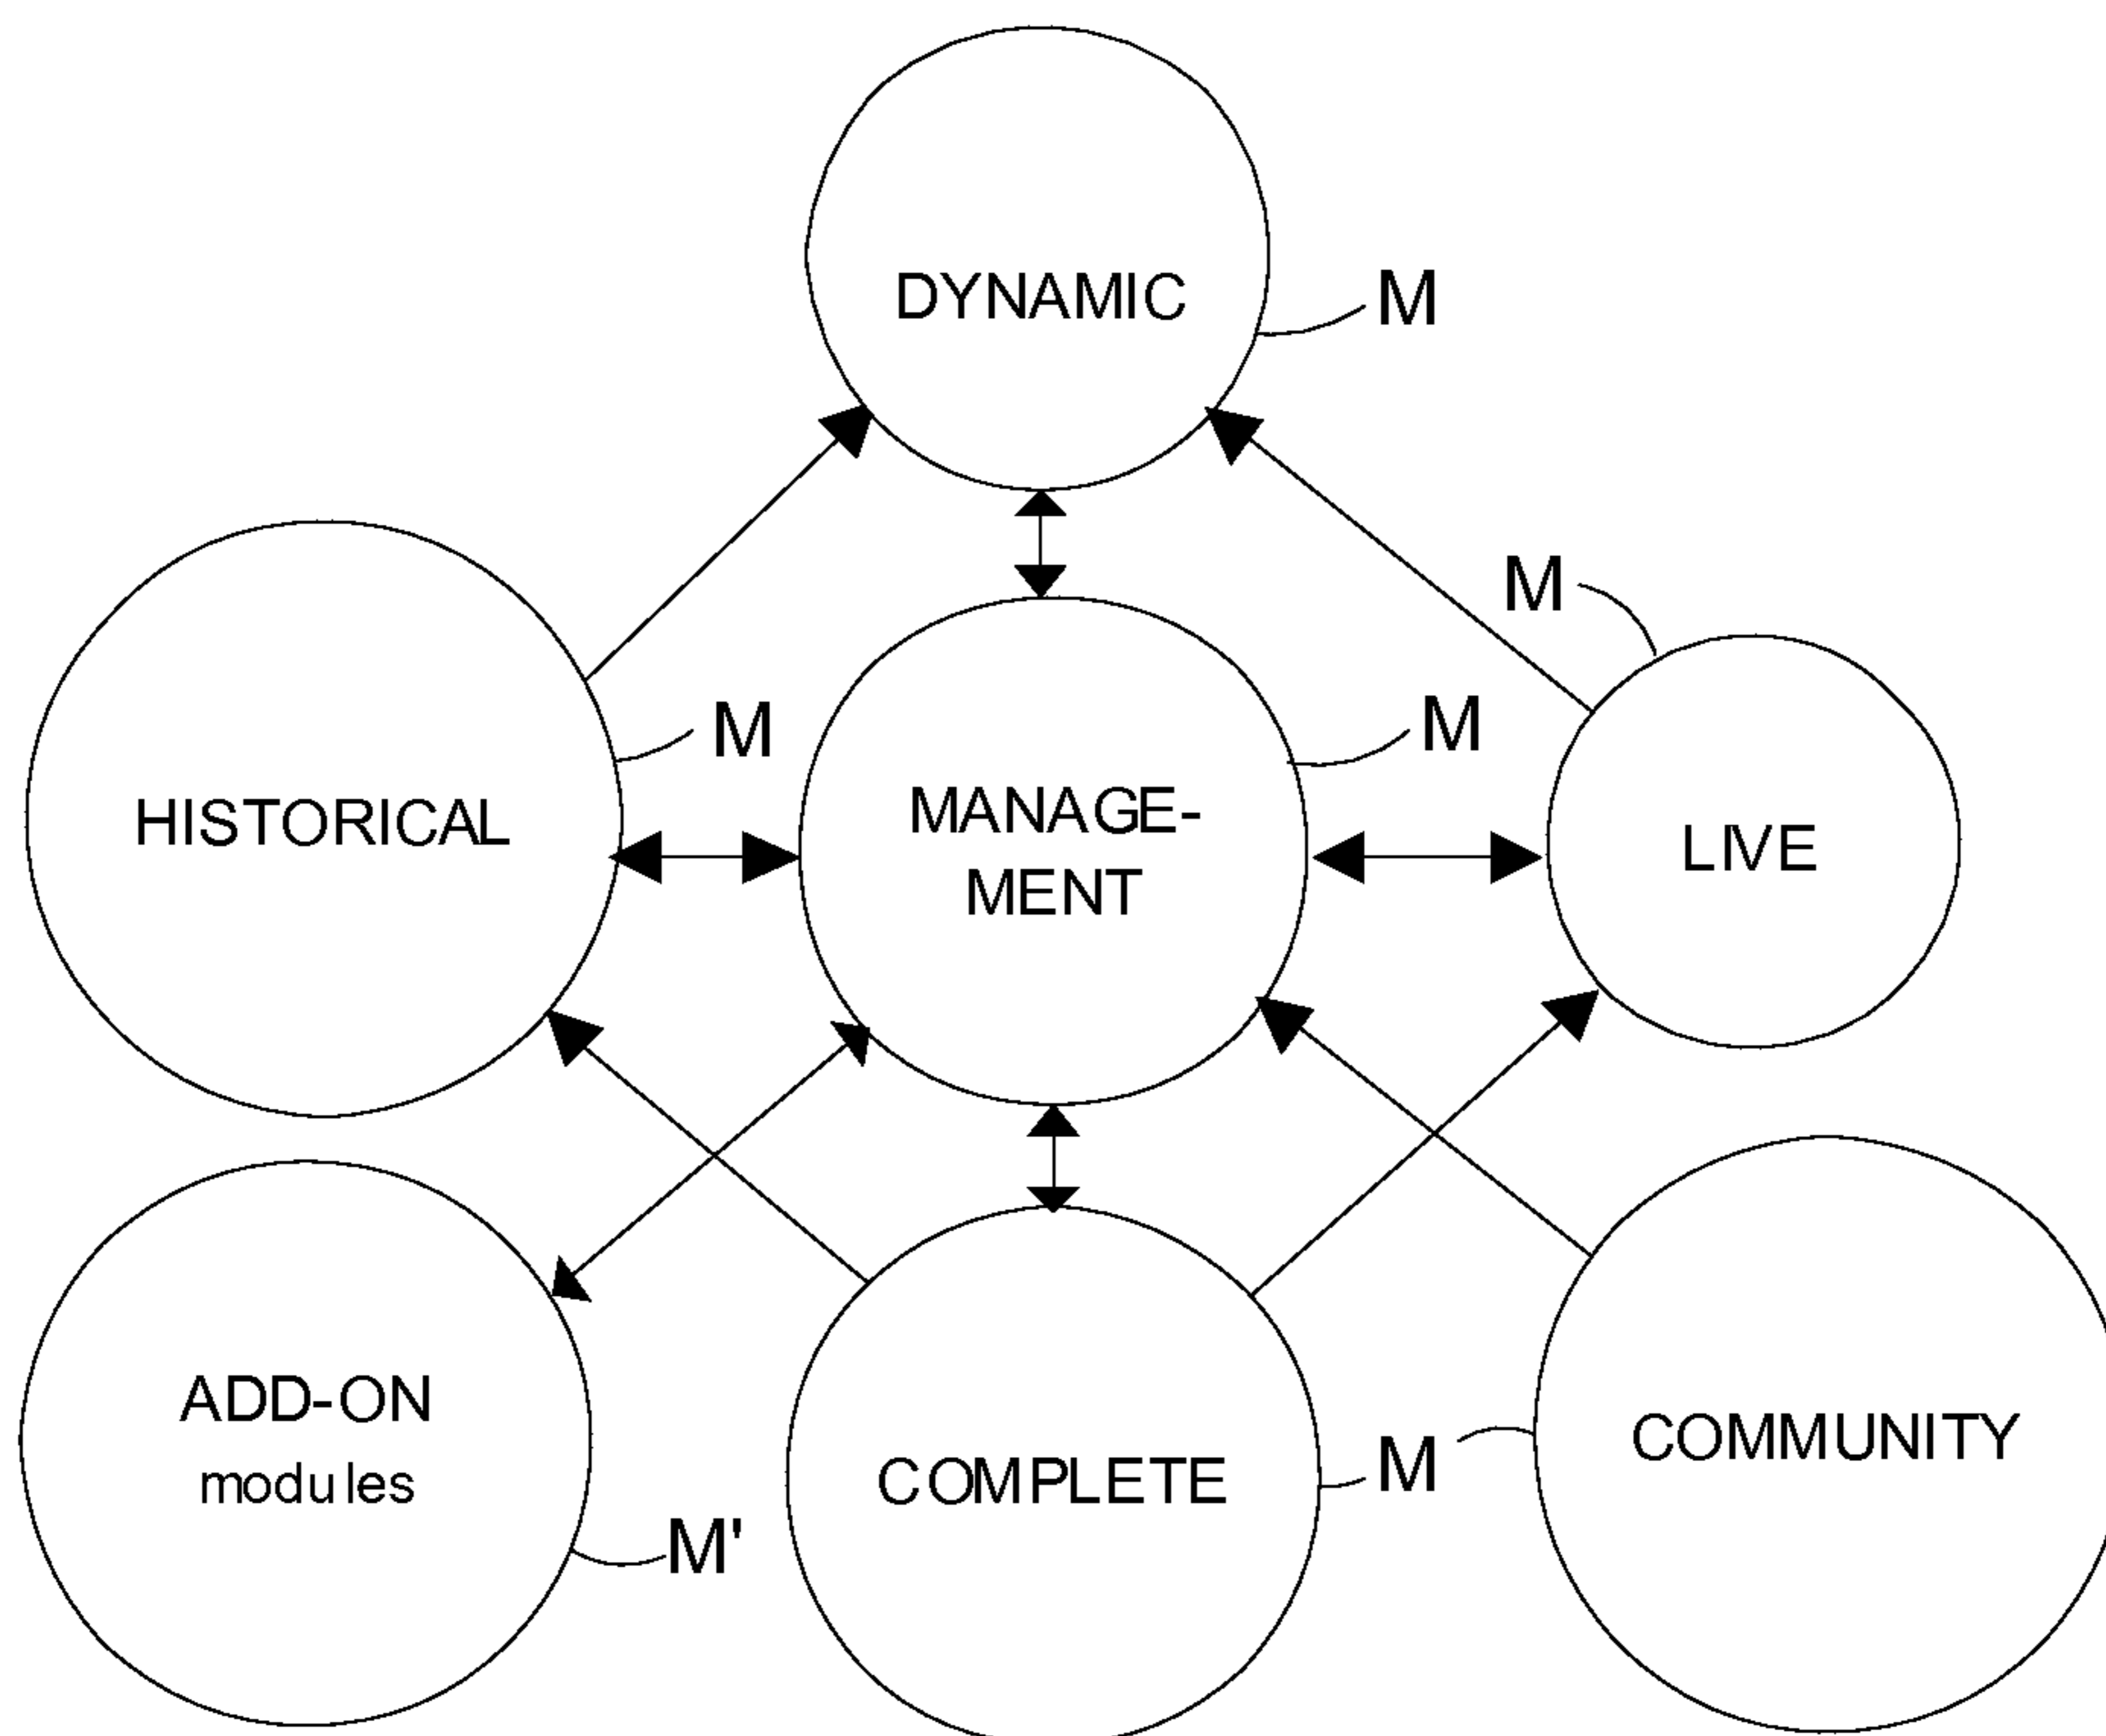 DYNAMIC
M
M
M
M
HISTORICAL
MANAGE-
MENT
LIVE
ADD-ON
modules
M'
COMPLETE
M
COMMUNITY